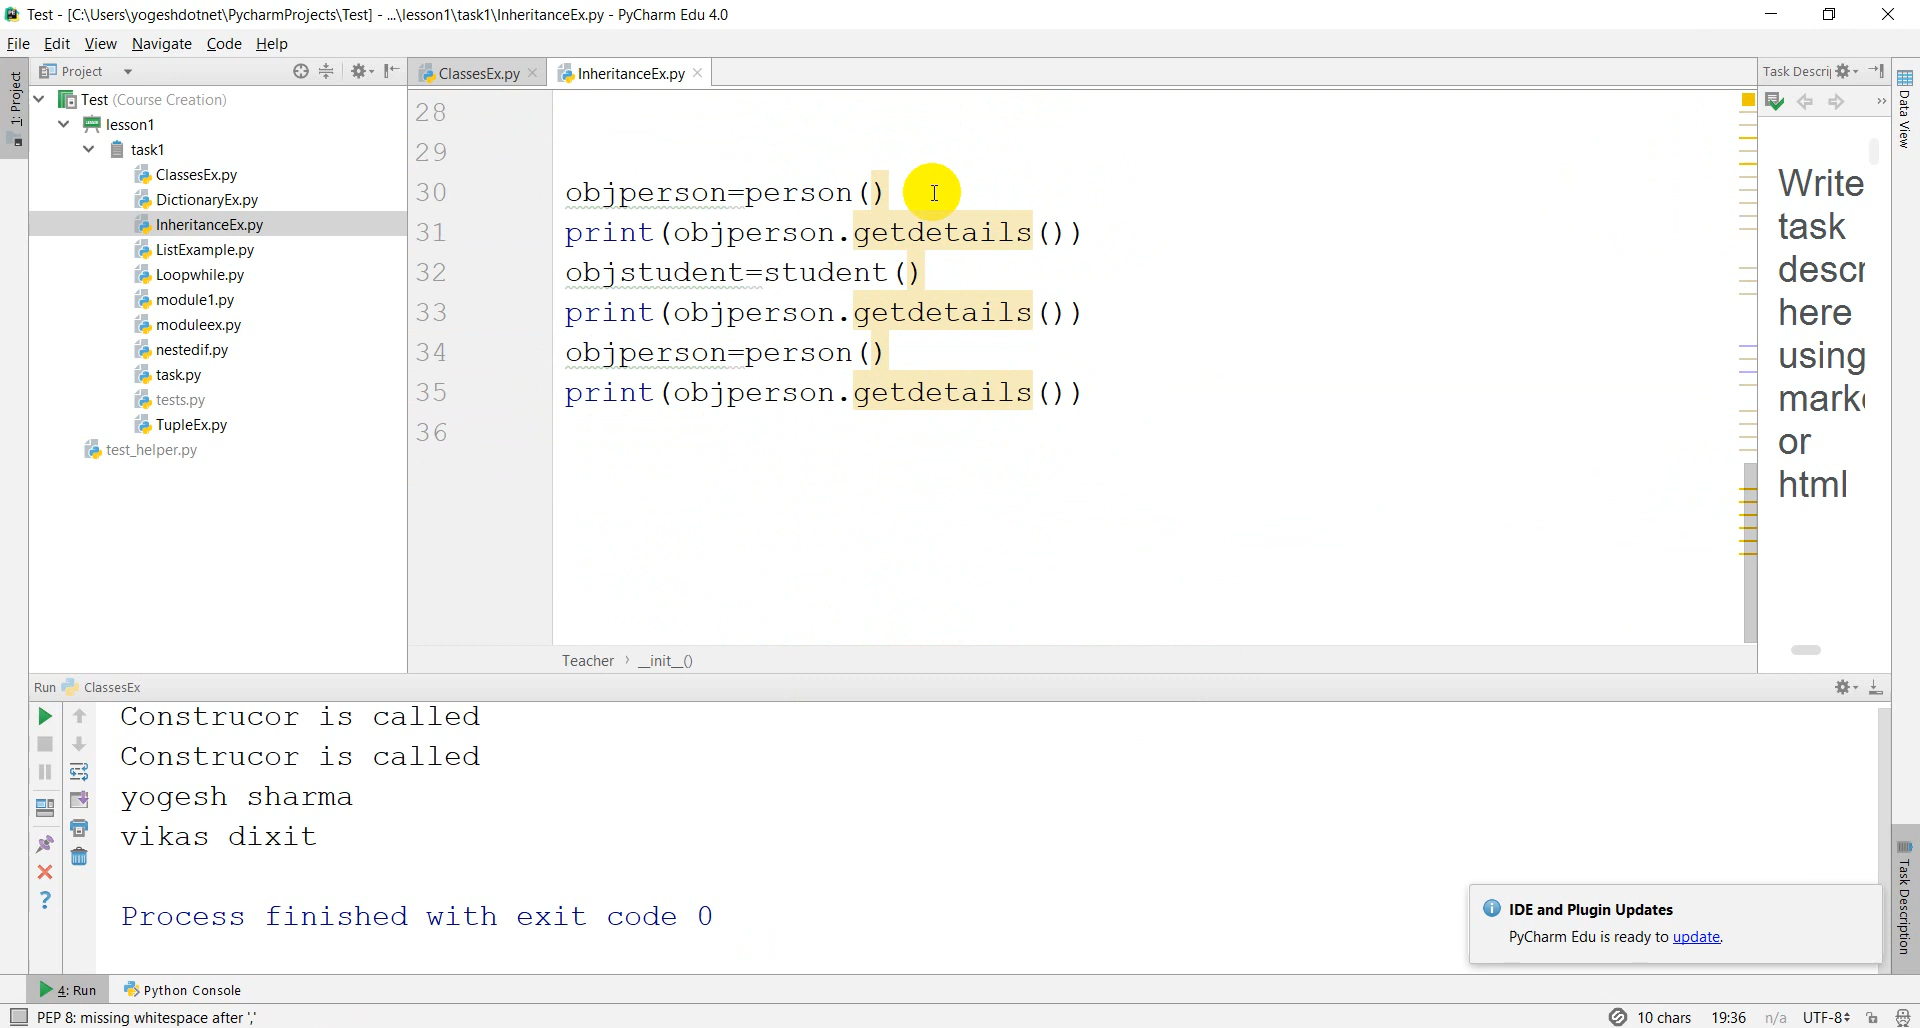 Test - [C:\Users\yogeshdotnet\PycharmProjects\Test] - ...\lesson1\task1\InheritanceEx.py - PyCharm Edu 4.0
File Edit View Navigate Code Help
Project
ClassesEx.py InheritanceEx.py
Task Descri
1: Project
Test (Course Creation)
lesson1
task1
ClassesEx.py
DictionaryEx.py
InheritanceEx.py
ListExample.py
Loopwhile.py
module1.py
moduleex.py
nestedif.py
task.py
tests.py
TupleEx.py
test_helper.py
28
29
30 objperson=person()
31 print(objperson.getdetails())
32 objstudent=student()
33 print(objperson.getdetails())
34 objperson=person()
35 print(objperson.getdetails())
36
Teacher › __init__()
Write
task
descr
here
using
mark
or
html
Data View
Task Description
Run ClassesEx
Construcor is called
Construcor is called
yogesh sharma
vikas dixit
Process finished with exit code 0
IDE and Plugin Updates
PyCharm Edu is ready to update.
4: Run Python Console
PEP 8: missing whitespace after ','
10 chars 19:36 n/a UTF-8